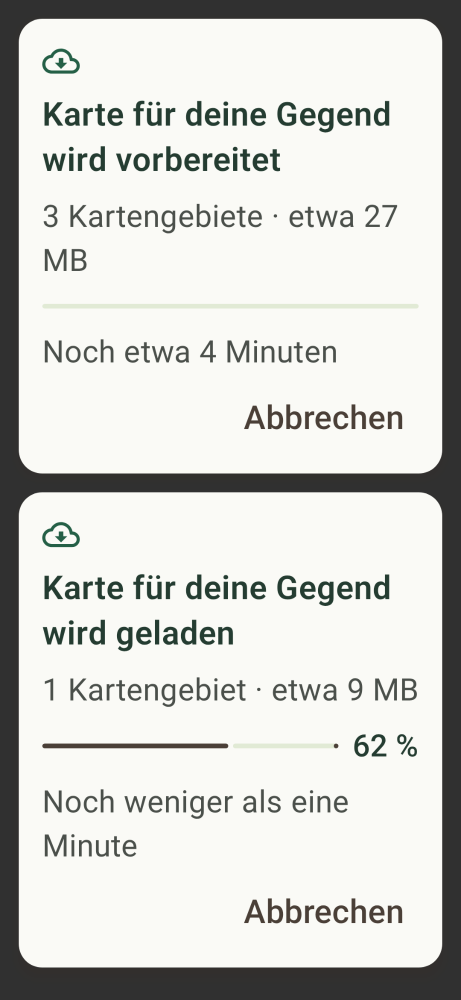 Karte für deine Gegend
wird vorbereitet
3 Kartengebiete · etwa 27
MB
Noch etwa 4 Minuten
Abbrechen
Karte für deine Gegend
wird geladen
1 Kartengebiet · etwa 9 MB
62 %
Noch weniger als eine
Minute
Abbrechen